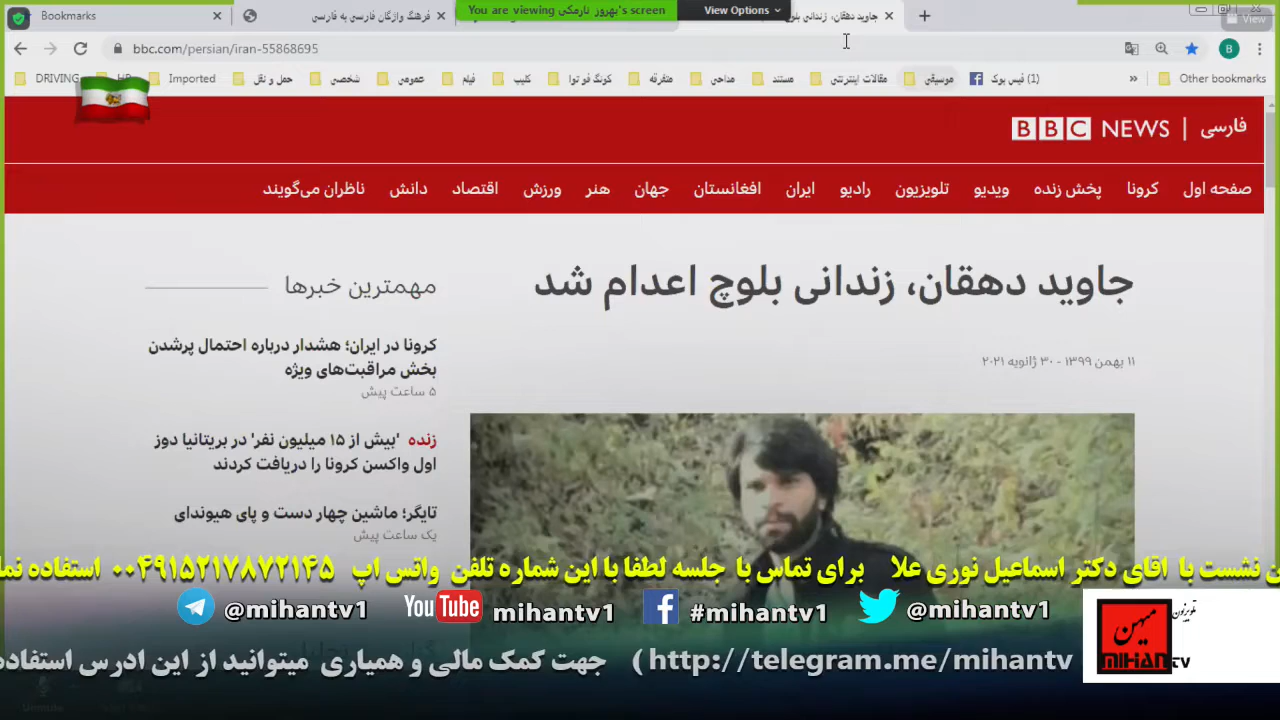 Bookmarks
فرهنگ واژگان فارسی به فارسی
You are viewing بهروز نارمکی's screen
View Options
View
bbc.com/persian/iran-55868695
B
DRIVING
Imported
حمل و نقل
شخصی
عمومی
فیلم
کلیپ
کونگ فو توا
متفرقه
مداحی
مستند
مقالات اینترنتی
موسیقی
فیس بوک (1)
Other bookmarks
BBC NEWS | فارسی
صفحه اول کرونا پخش زنده ویدیو تلویزیون رادیو ایران افغانستان جهان هنر ورزش اقتصاد دانش ناظران می‌گویند
جاوید دهقان، زندانی بلوچ اعدام شد
۱۱ بهمن ۱۳۹۹ - ۳۰ ژانویه ۲۰۲۱
مهمترین خبرها
کرونا در ایران؛ هشدار درباره احتمال پرشدن
بخش مراقبت‌های ویژه
۵ ساعت پیش
زنده 'بیش از ۱۵ میلیون نفر' در بریتانیا دوز
اول واکسن کرونا را دریافت کردند
تایگر؛ ماشین چهار دست و پای هیوندای
یک ساعت پیش
نشست با اقای دکتر اسماعیل نوری علا برای تماس با جلسه لطفا با این شماره تلفن واتس اپ ۰۰۴۹۱۵۲۱۷۸۷۲۱۴۵ استفاده
@mihantv1 YouTube mihantv1 #mihantv1 @mihantv1
تلویزیون
میهن
MIHAN TV
جهت کمک مالی و همیاری میتوانید از این ادرس استفاده (http://telegram.me/mihantv